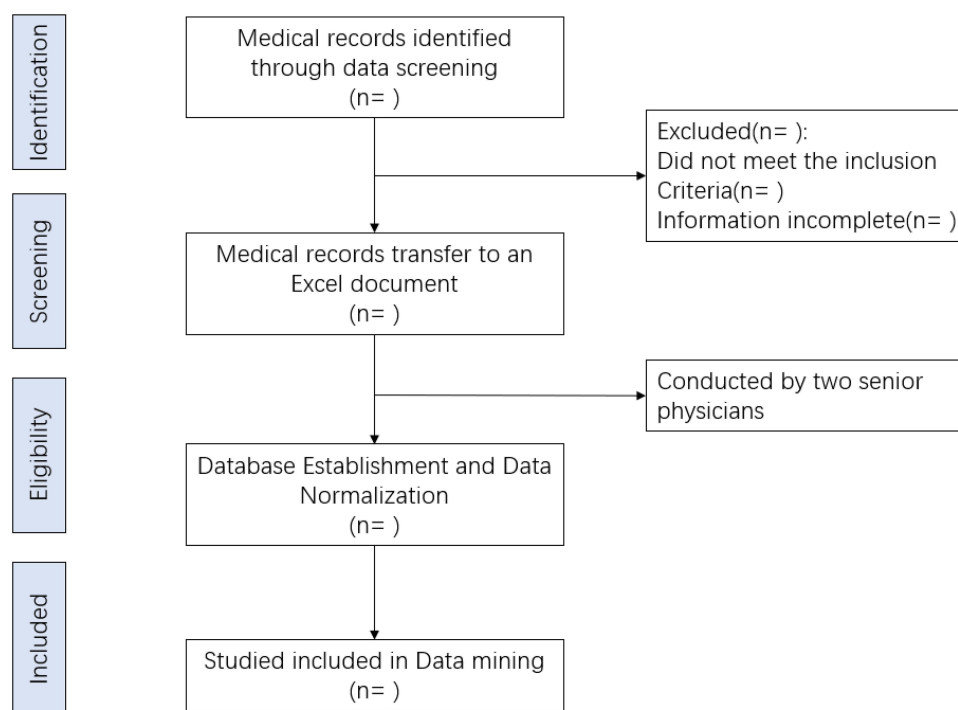 Identification
Medical records identified
through data screening
(n= )
Excluded(n= ):
Did not meet the inclusion
Criteria(n= )
Information incomplete(n= )
Screening
Medical records transfer to an
Excel document
(n= )
Conducted by two senior
physicians
Eligibility
Database Establishment and Data
Normalization
(n= )
Included
Studied included in Data mining
(n= )